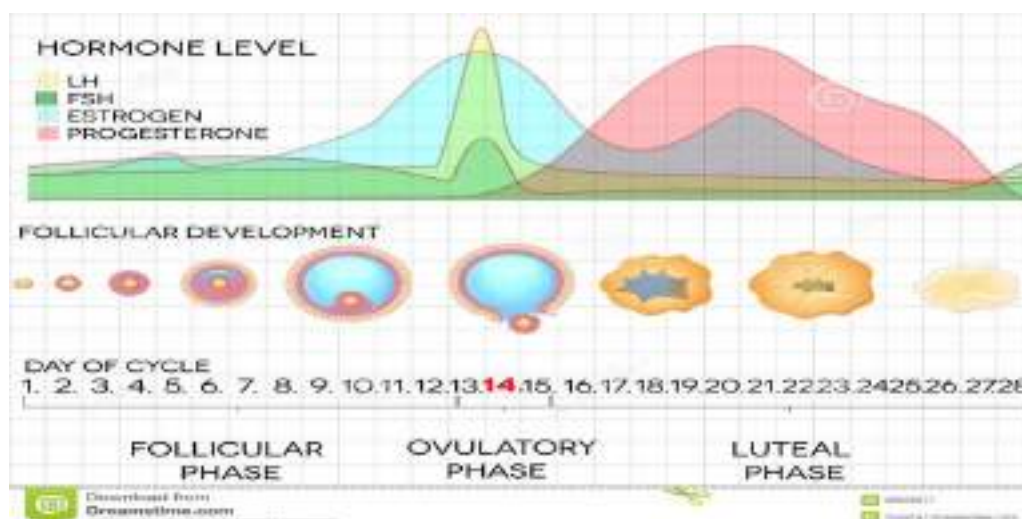 HORMONE LEVEL
LH
FSH
ESTROGEN
PROGESTERONE
FOLLICULAR DEVELOPMENT
DAY OF CYCLE
1. 2. 3. 4. 5. 6. 7. 8. 9. 10.11.12.13.14.15. 16.17.18.19.20.21.22.23.2425.26.2728
FOLLICULAR
PHASE
OVULATORY
PHASE
LUTEAL
PHASE
Download from
Dreamstime.com